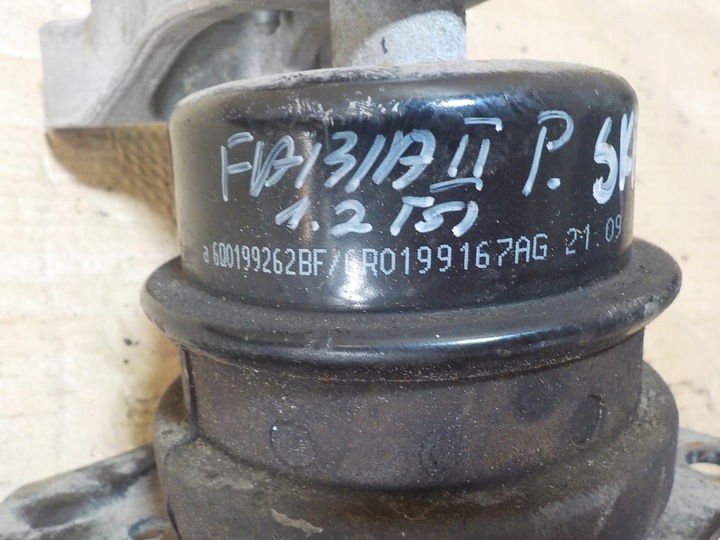 FABIA II P. SK
1.2 TSI
a 6Q0199262BF/6R0199167AG 21.09